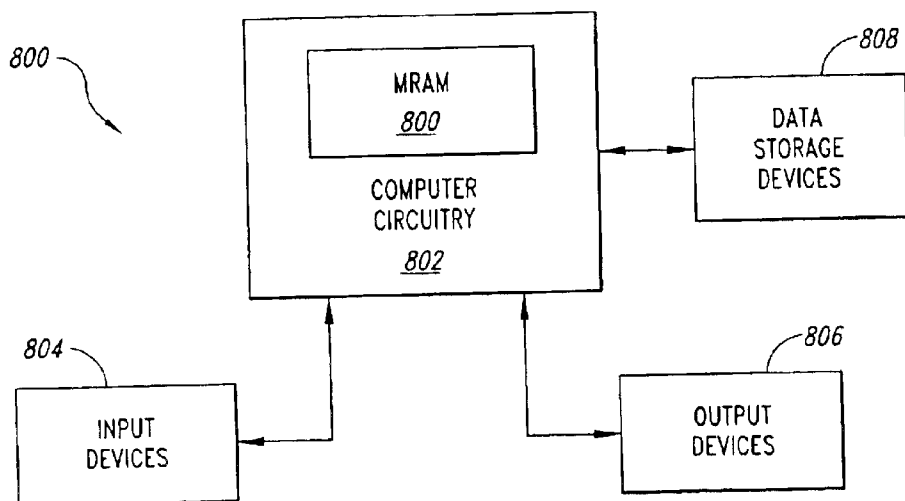 800
MRAM
800
COMPUTER
CIRCUITRY
802
808
DATA
STORAGE
DEVICES
804
INPUT
DEVICES
806
OUTPUT
DEVICES